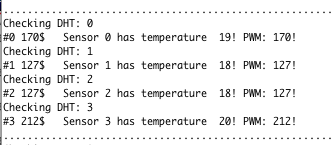 Checking DHT: 0
#0 170$   Sensor 0 has temperature  19! PWM: 170!
Checking DHT: 1
#1 127$   Sensor 1 has temperature  18! PWM: 127!
Checking DHT: 2
#2 127$   Sensor 2 has temperature  18! PWM: 127!
Checking DHT: 3
#3 212$   Sensor 3 has temperature  20! PWM: 212!